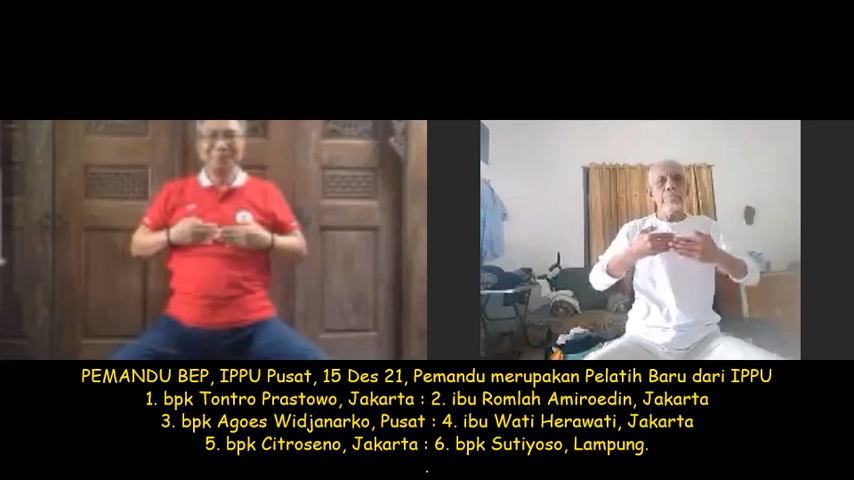 PEMANDU BEP, IPPU Pusat, 15 Des 21, Pemandu merupakan Pelatih Baru dari IPPU
1. bpk Tontro Prastowo, Jakarta : 2. ibu Romlah Amiroedin, Jakarta
3. bpk Agoes Widjanarko, Pusat : 4. ibu Wati Herawati, Jakarta
5. bpk Citroseno, Jakarta : 6. bpk Sutiyoso, Lampung.
.